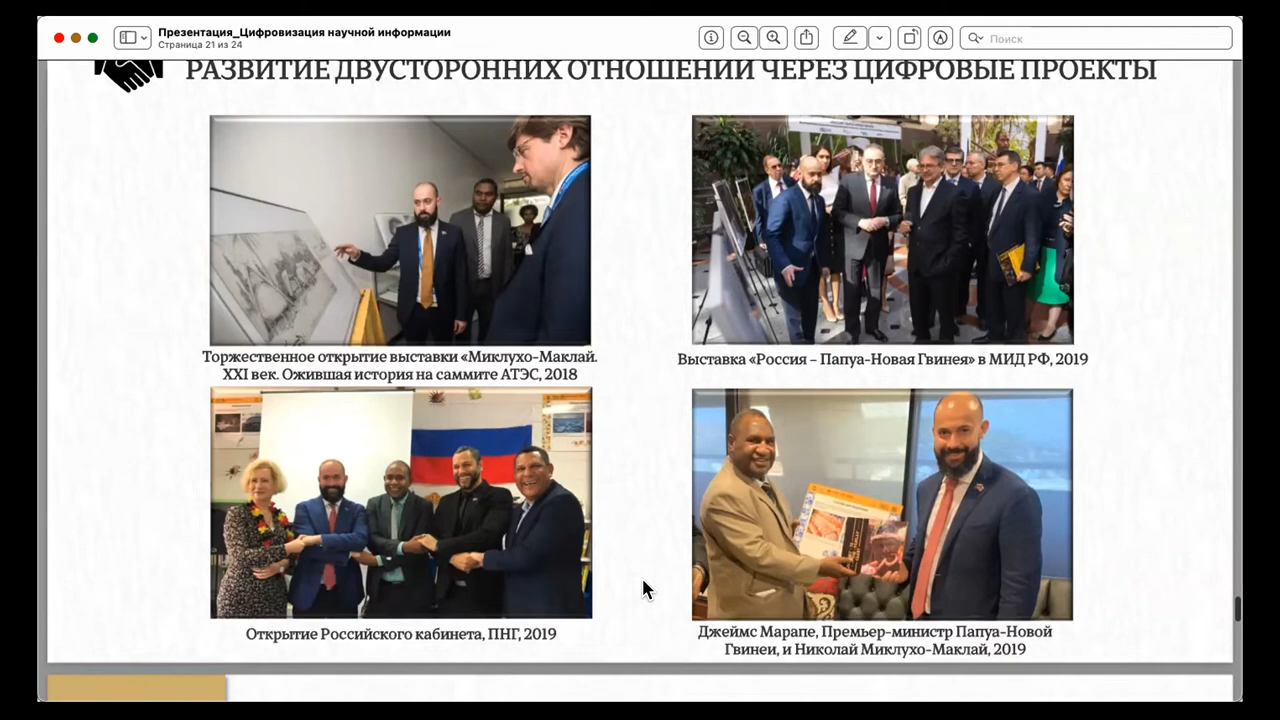 Презентация_Цифровизация научной информации
Страница 21 из 24
Поиск
РАЗВИТИЕ ДВУСТОРОННИХ ОТНОШЕНИЙ ЧЕРЕЗ ЦИФРОВЫЕ ПРОЕКТЫ
Торжественное открытие выставки «Миклухо-Маклай.
XXI век. Ожившая история на саммите АТЭС, 2018
Выставка «Россия – Папуа-Новая Гвинея» в МИД РФ, 2019
Открытие Российского кабинета, ПНГ, 2019
Джеймс Марапе, Премьер-министр Папуа-Новой
Гвинеи, и Николай Миклухо-Маклай, 2019